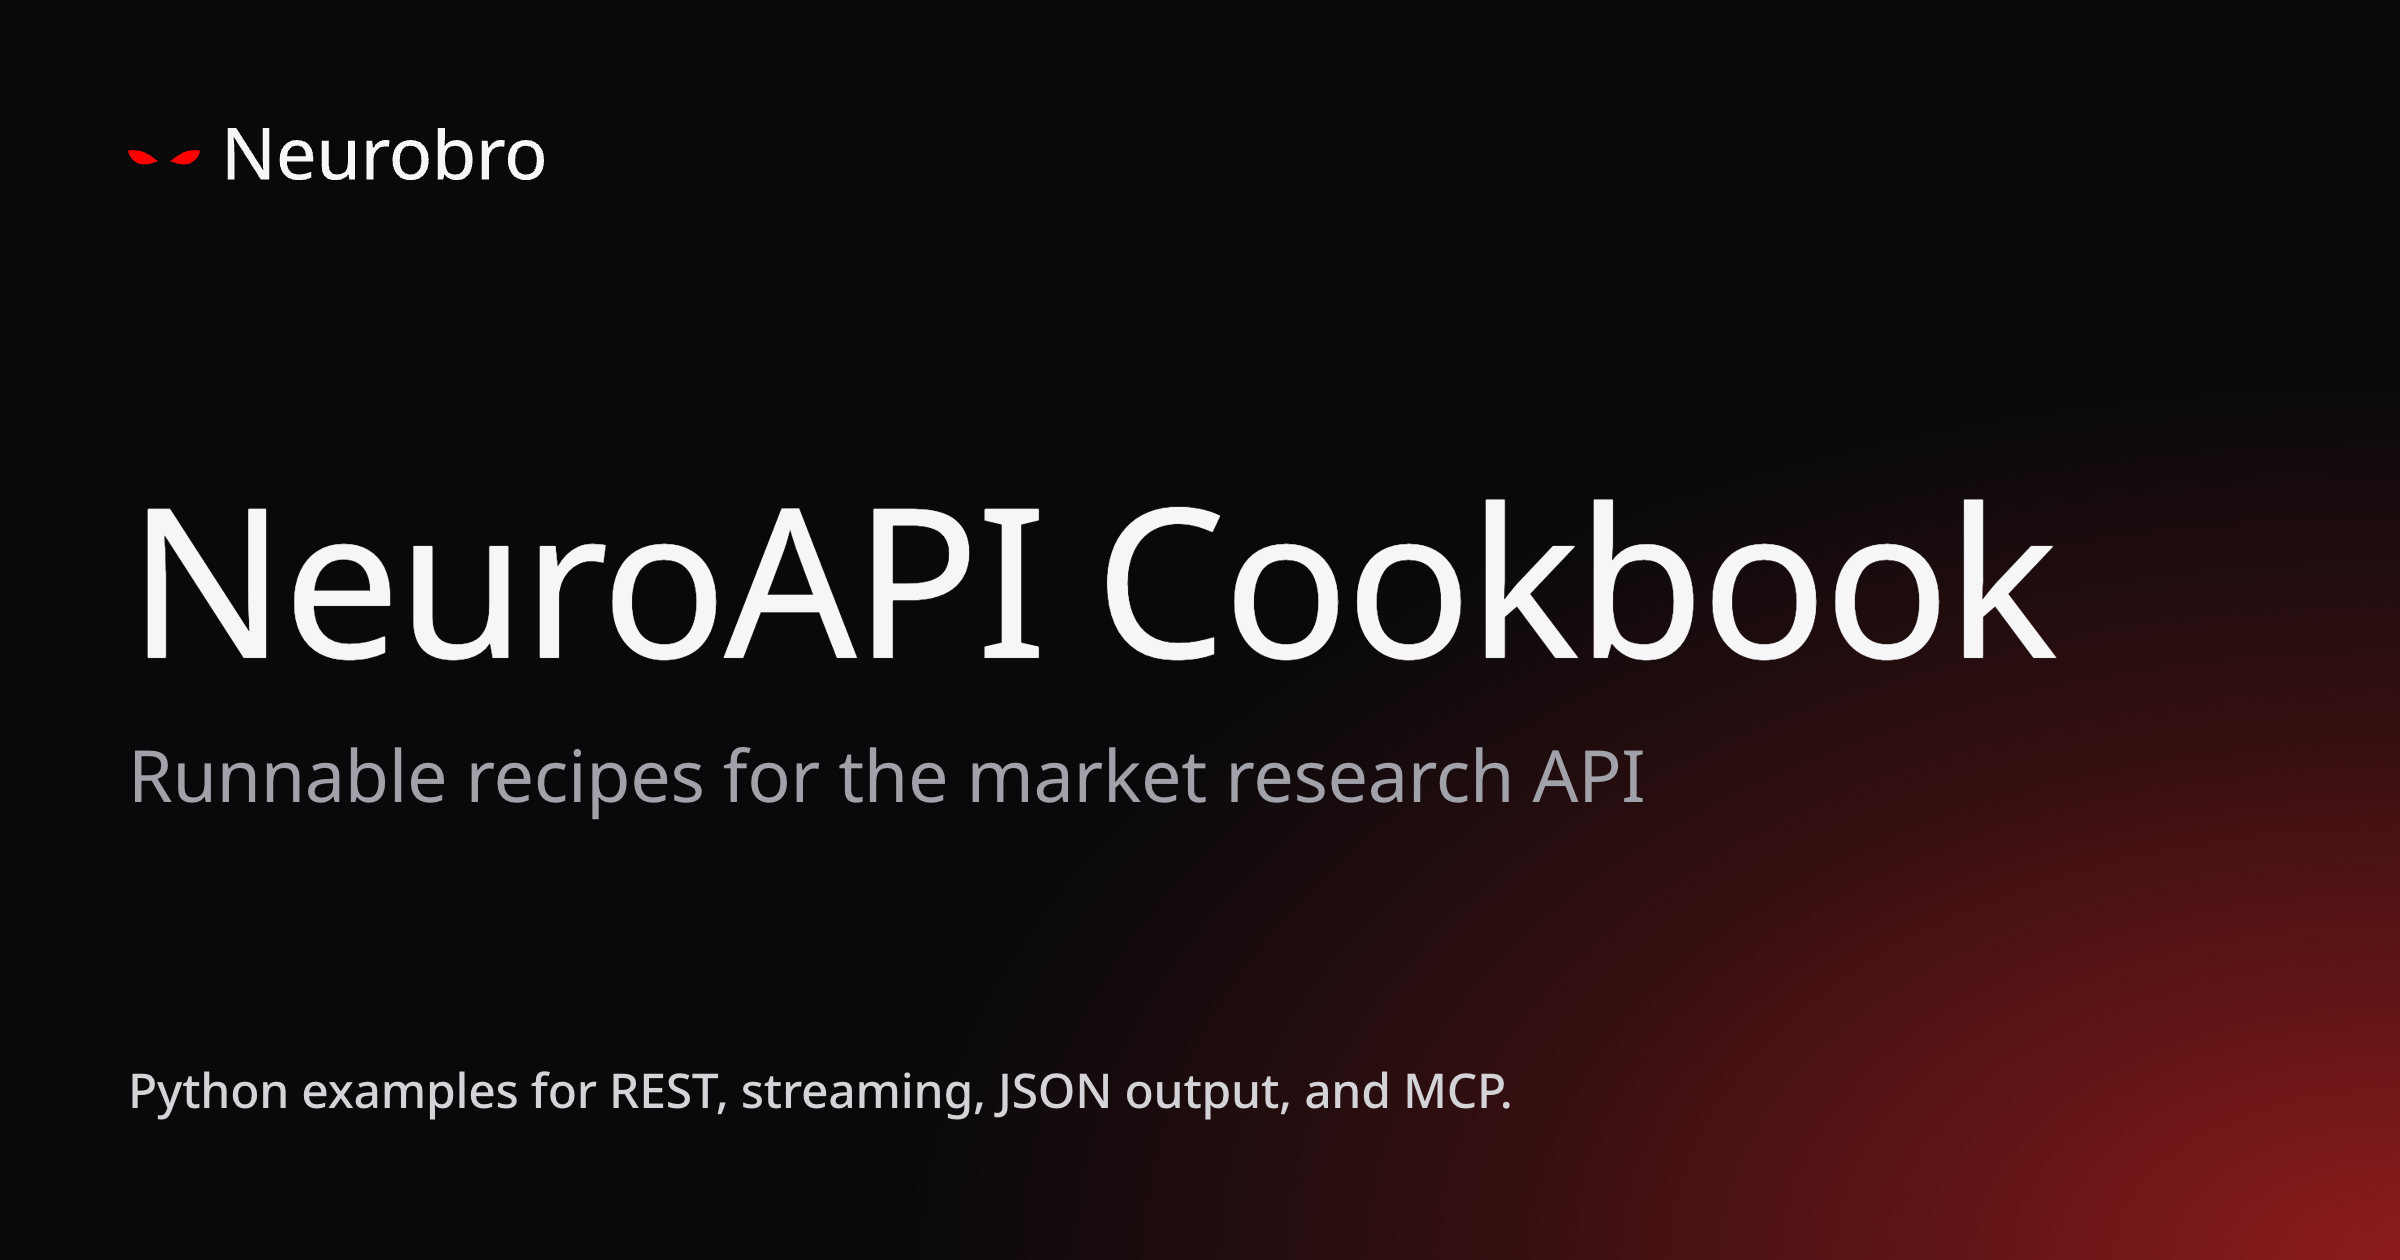 Neurobro
NeuroAPI Cookbook
Runnable recipes for the market research API
Python examples for REST, streaming, JSON output, and MCP.